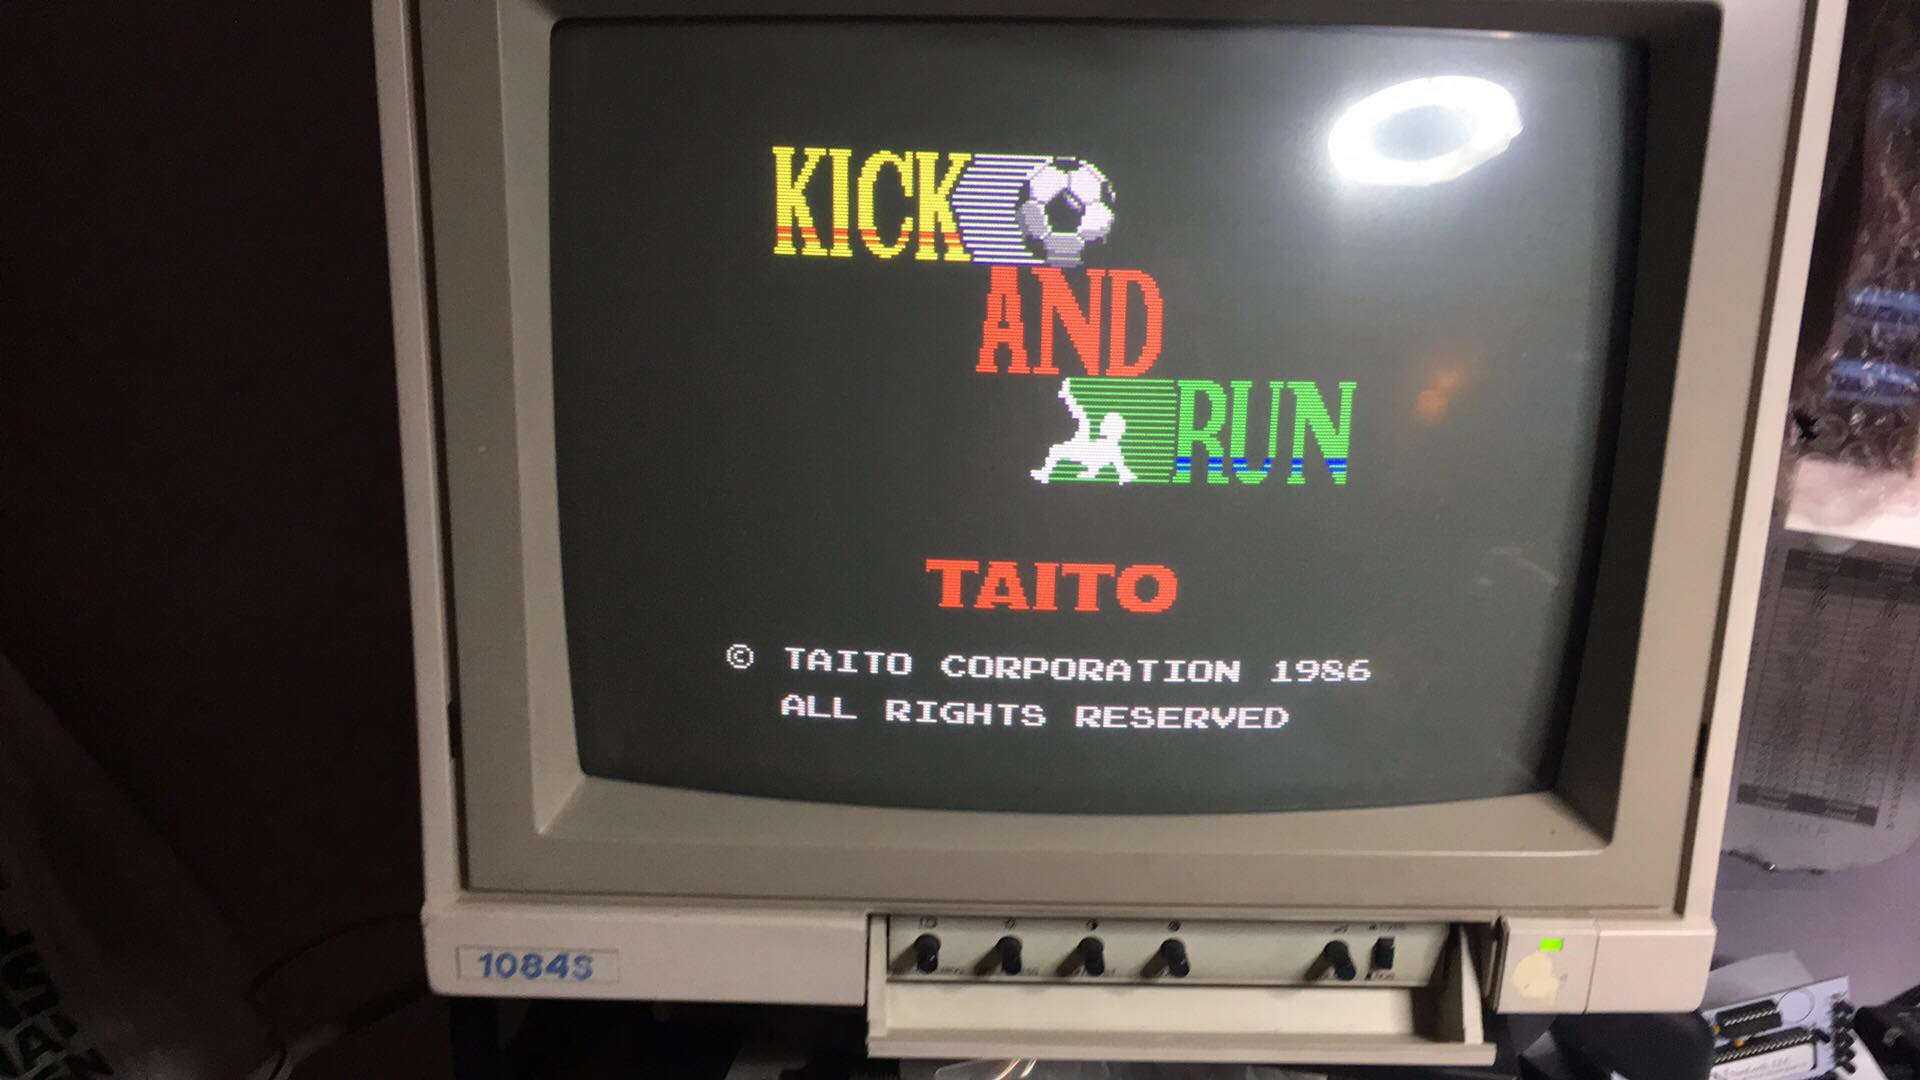 KICK
AND
RUN
TAITO
© TAITO CORPORATION 1986
ALL RIGHTS RESERVED
1084S